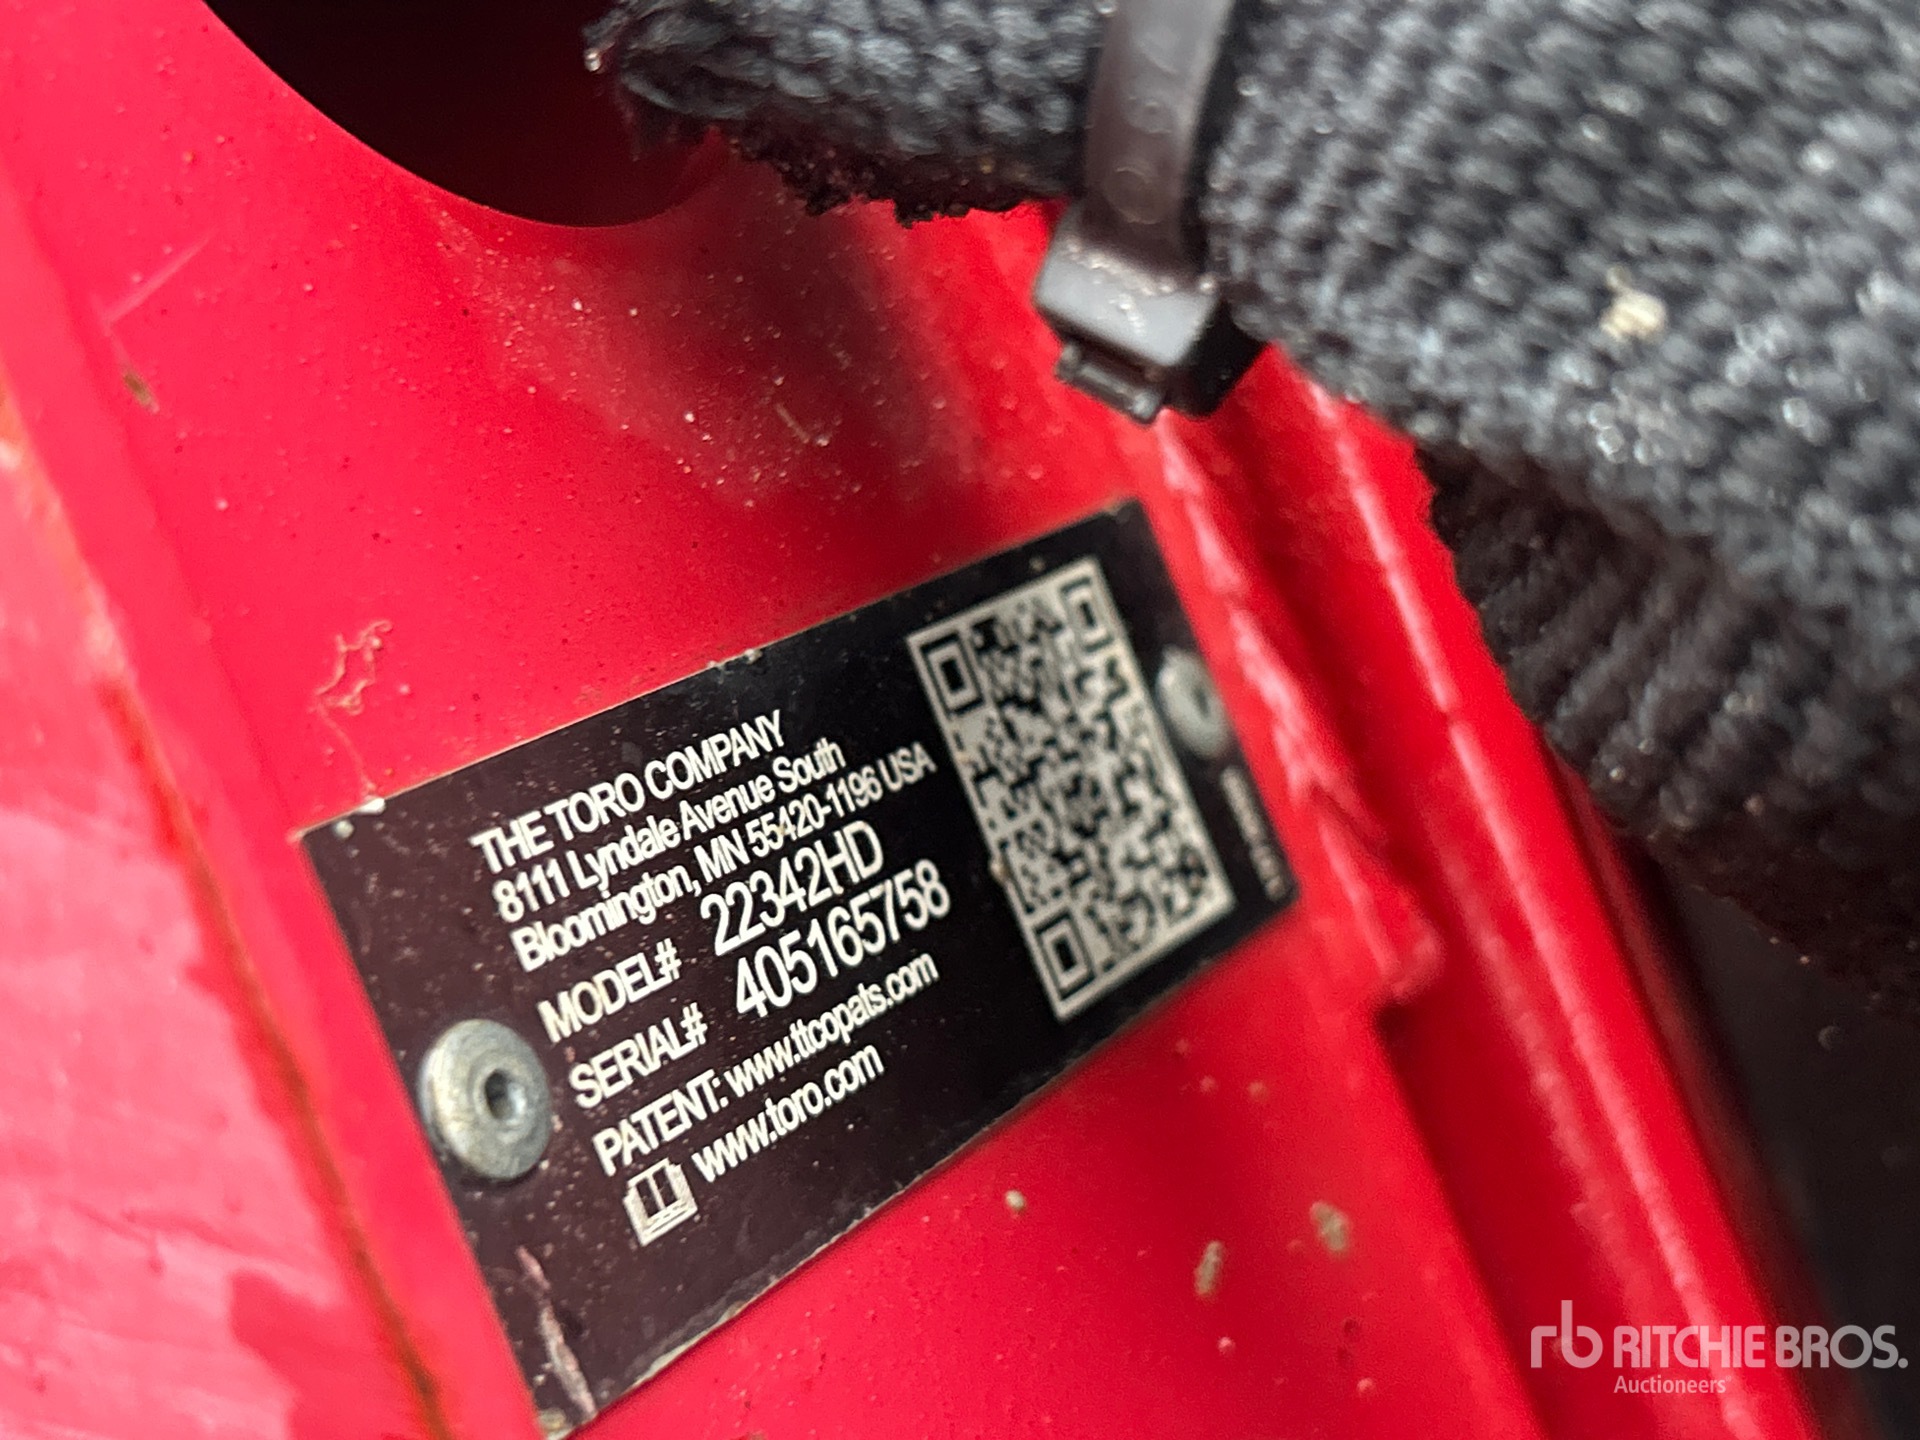 THE TORO COMPANY
8111 Lyndale Avenue South
Bloomington, MN 55420-1196 USA
MODEL# 22342HD
SERIAL# 405165758
PATENT: www.ttcopats.com
www.toro.com
rb RITCHIE BROS.
Auctioneers